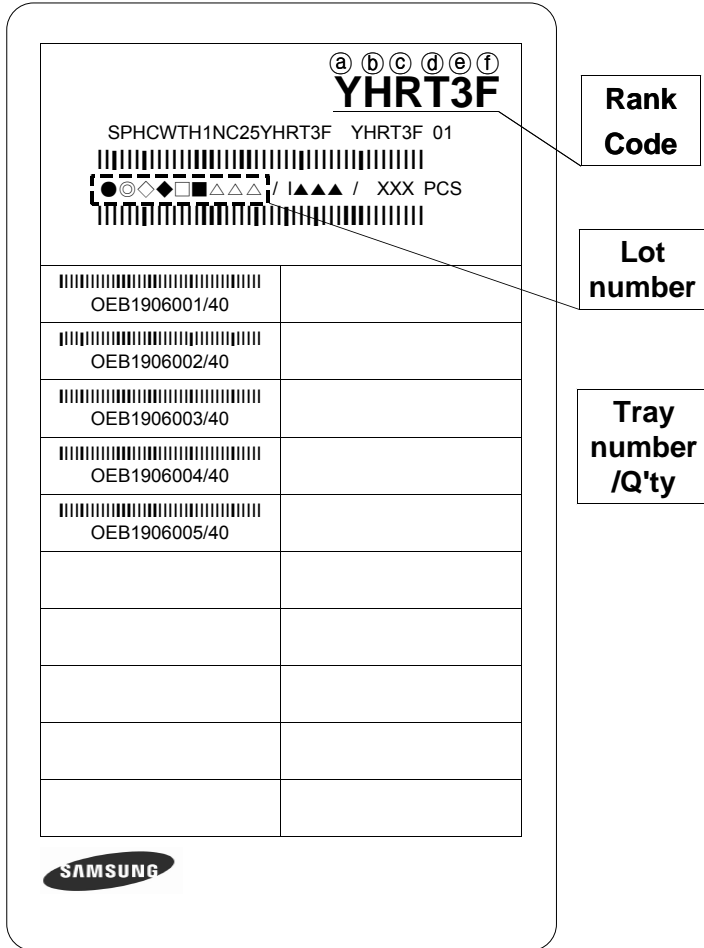 ⓐ ⓑ ⓒ ⓓ ⓔ ⓕ
YHRT3F
SPHCWTH1NC25YHRT3F YHRT3F 01
●◎◇◆□■△△△ / I▲▲▲ / XXX PCS
Rank
Code
Lot
number
OEB1906001/40
OEB1906002/40
OEB1906003/40
OEB1906004/40
OEB1906005/40
Tray
number
/Q'ty
SAMSUNG